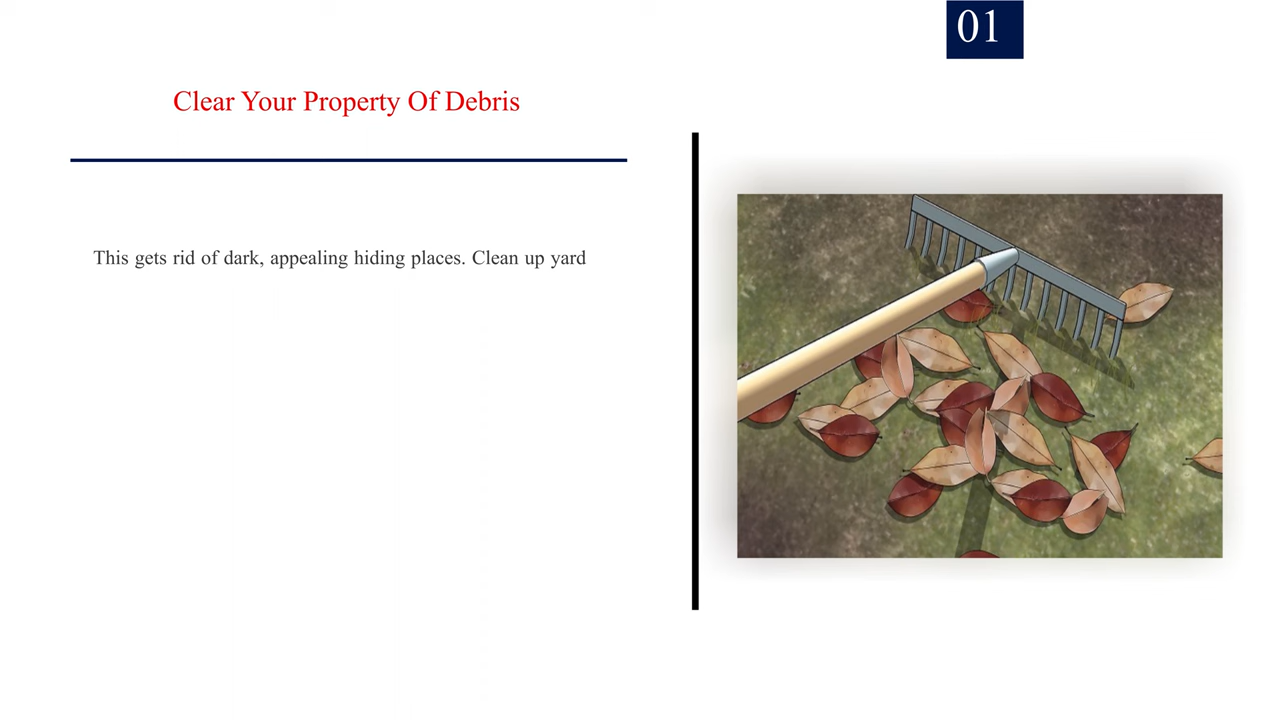 01
Clear Your Property Of Debris
This gets rid of dark, appealing hiding places. Clean up yard